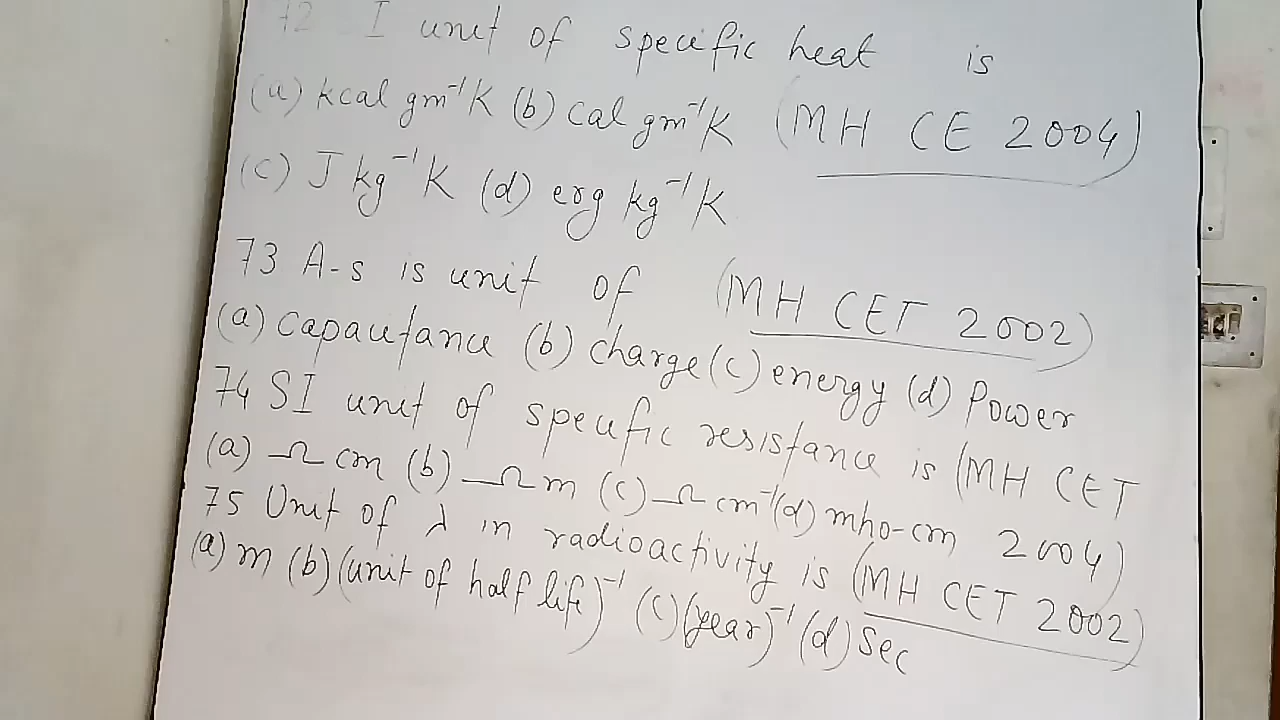 72 I unit of specific heat is
(a) kcal gm⁻¹K (b) cal gm⁻¹K (MH CE 2004)
(c) J kg⁻¹K (d) erg kg⁻¹K
73 A-s is unit of (MH CET 2002)
(a) capacitance (b) charge (c) energy (d) Power
74 SI unit of specific resistance is (MH CET
(a) Ω cm (b) Ω m (c) Ω cm⁻¹ (d) mho-cm 2004)
75 Unit of λ in radioactivity is (MH CET 2002)
(a) m (b) (unit of half life)⁻¹ (c) (year)⁻¹ (d) Sec